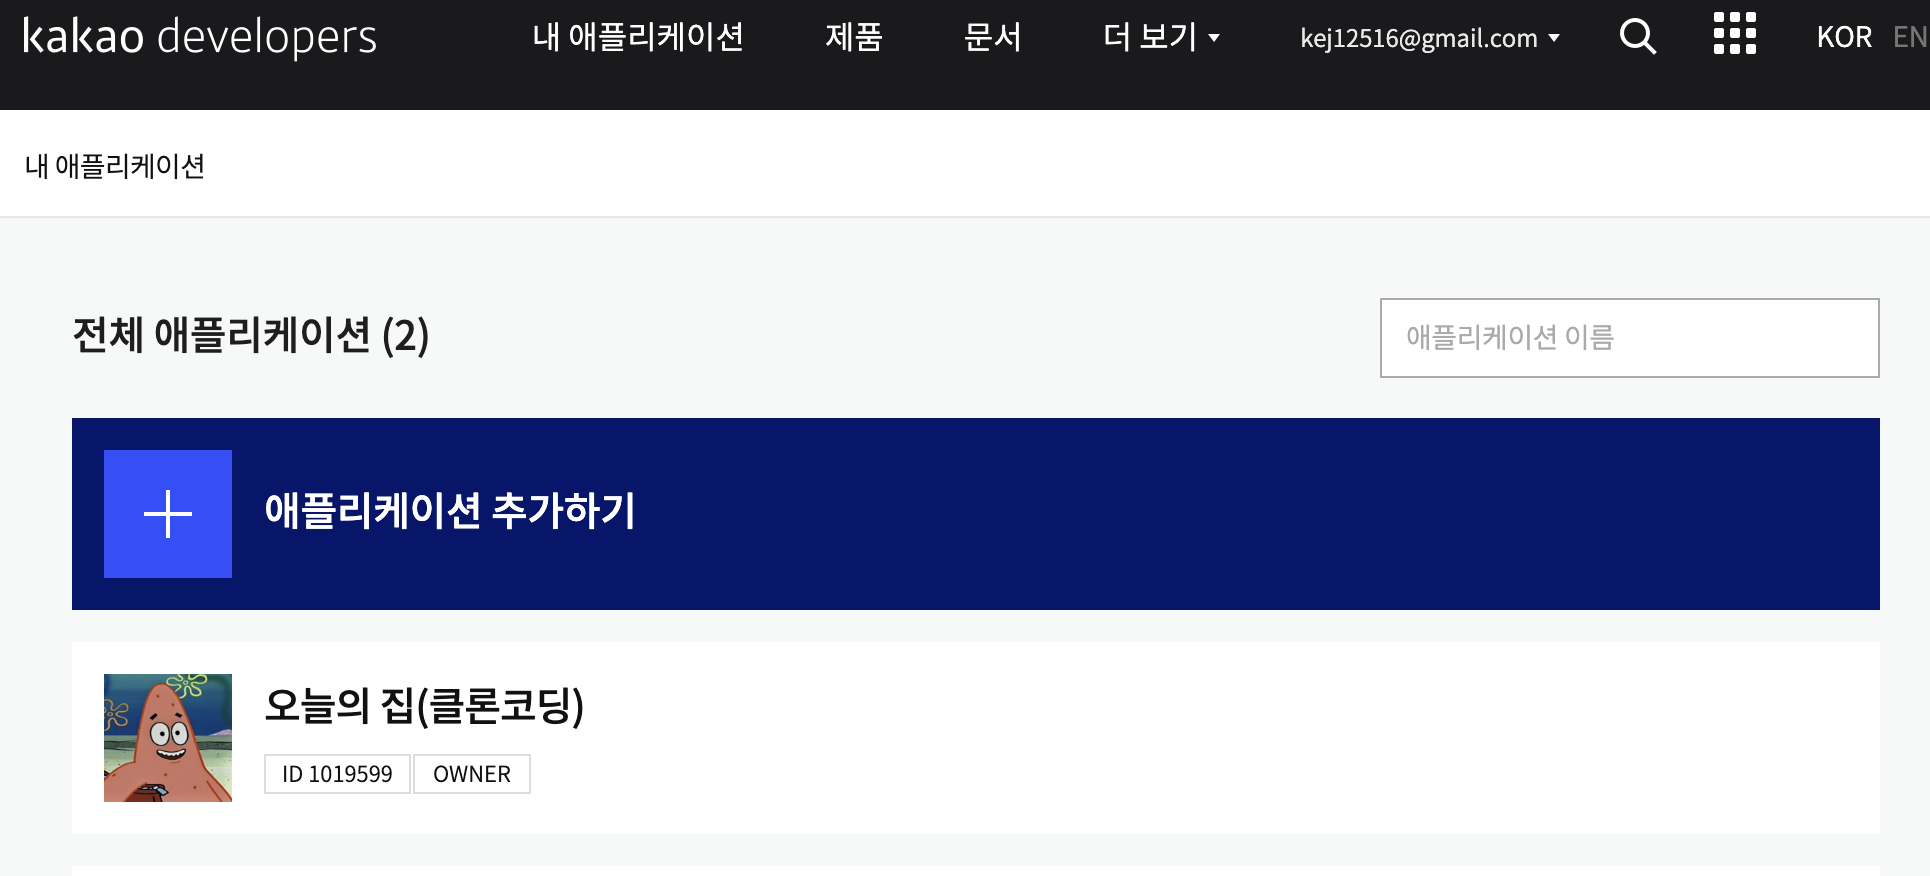 kakao developers 내 애플리케이션 제품 문서 더 보기 kej12516@gmail.com KOR EN
내 애플리케이션
전체 애플리케이션 (2)
애플리케이션 이름
애플리케이션 추가하기
오늘의 집(클론코딩)
ID 1019599 OWNER